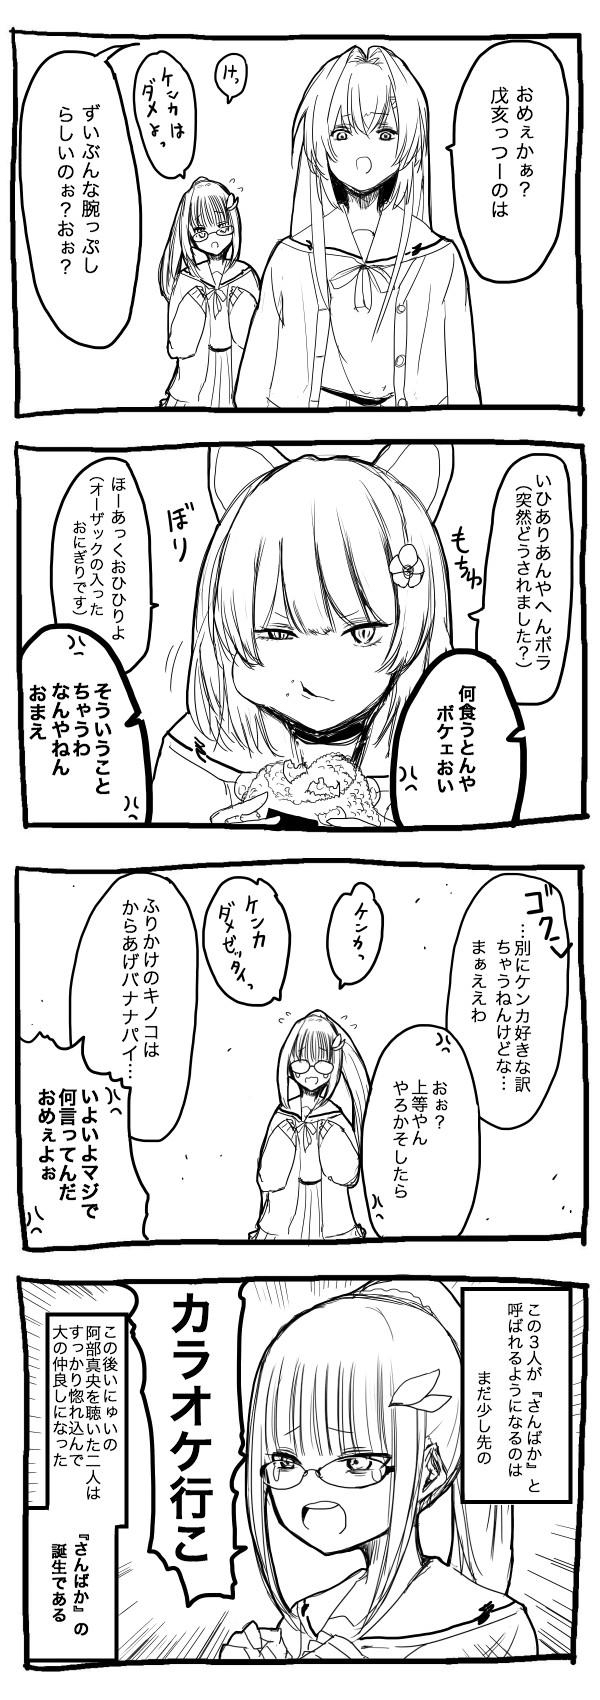 おめぇかぁ？
戊亥っつーのは
けっ
ケンカは
ダメよっ
ずいぶんな腕っぷし
らしいのぉ？おぉ？
いひありあんやへんボラ
（突然どうされました？）
もちゅ
何食うとんや
ボケェおい
ぼり
ほーあっくおひひりよ
（オーザックの入った
おにぎりです）
そういうこと
ちゃうわ
なんやねん
おまえ
ゴクン
…別にケンカ好きな訳
ちゃうねんけどな…
まぁええわ
おぉ？
上等やん
やろかそしたら
ケンカっ
ケンカ
ダメゼッタイっ
ふりかけのキノコは
からあげバナナパイ…
いよいよマジで
何言ってんだ
おめぇよぉ
この３人が『さんばか』と
呼ばれるようになるのは
まだ少し先の
カラオケ行こ
この後いにゅいの
阿部真央を聴いた二人は
すっかり惚れ込んで
大の仲良しになった
『さんばか』の
誕生である